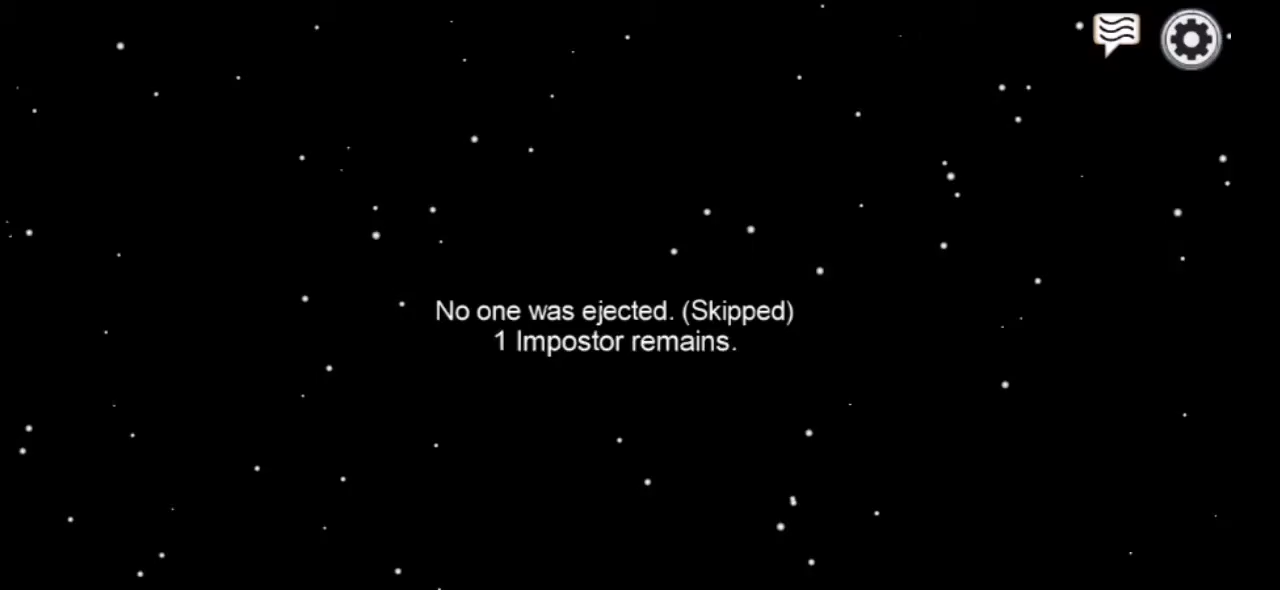 No one was ejected. (Skipped)
1 Impostor remains.